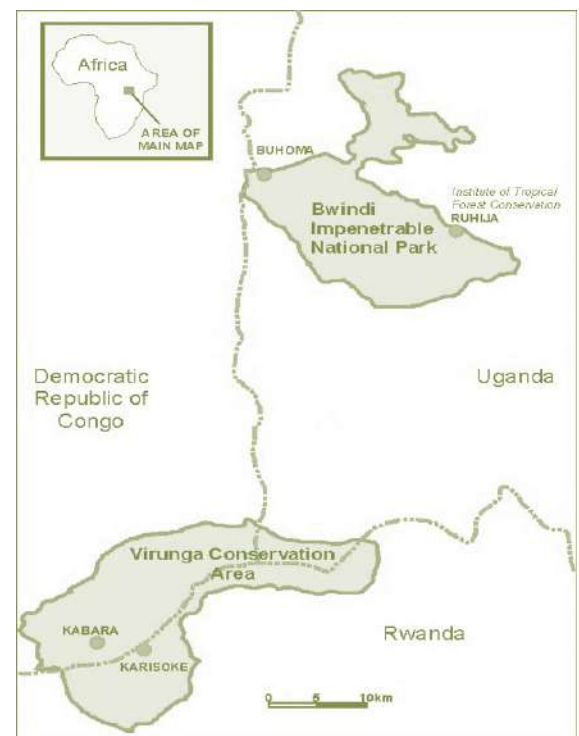 Africa
AREA OF
MAIN MAP
BUHOMA
Institute of Tropical
Forest Conservation
RUHIJA
Bwindi
Impenetrable
National Park
Democratic
Republic of
Congo
Uganda
Virunga Conservation
Area
KABARA
KARISOKE
Rwanda
0 5 10km